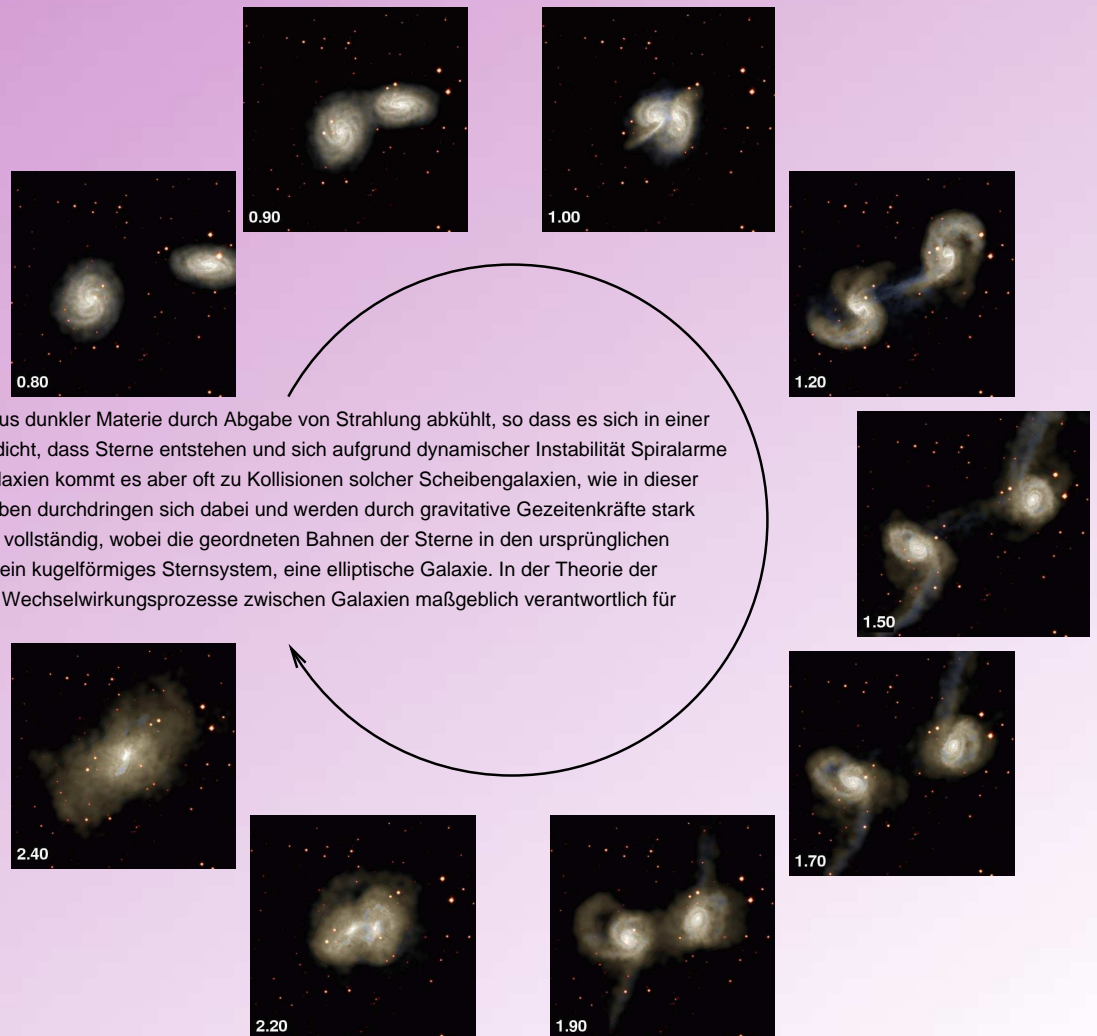 0.90
1.00
0.80
1.20
us dunkler Materie durch Abgabe von Strahlung abkühlt, so dass es sich in einer
dicht, dass Sterne entstehen und sich aufgrund dynamischer Instabilität Spiralarme
laxien kommt es aber oft zu Kollisionen solcher Scheibengalaxien, wie in dieser
ben durchdringen sich dabei und werden durch gravitative Gezeitenkräfte stark
vollständig, wobei die geordneten Bahnen der Sterne in den ursprünglichen
ein kugelförmiges Sternsystem, eine elliptische Galaxie. In der Theorie der
Wechselwirkungsprozesse zwischen Galaxien maßgeblich verantwortlich für
1.50
2.40
1.70
2.20
1.90